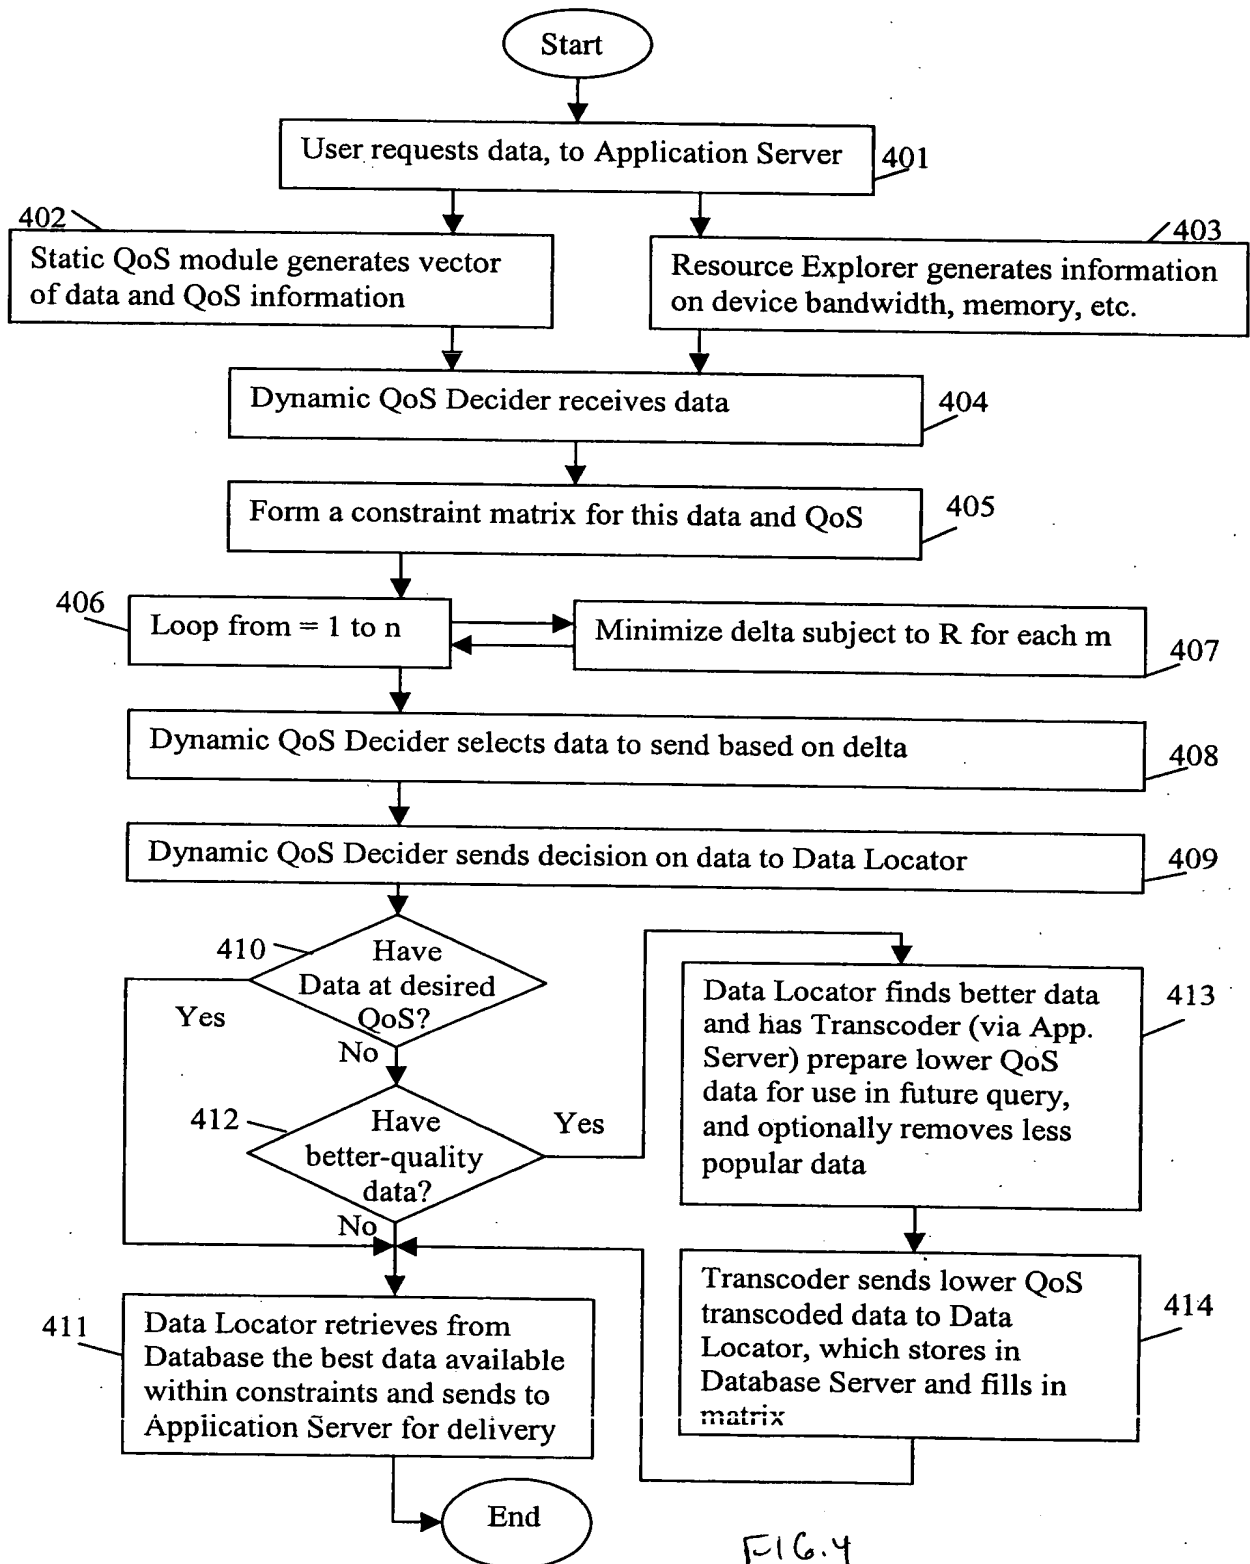 Start
User requests data, to Application Server
401
402
Static QoS module generates vector
of data and QoS information
403
Resource Explorer generates information
on device bandwidth, memory, etc.
Dynamic QoS Decider receives data
404
Form a constraint matrix for this data and QoS
405
406
Loop from = 1 to n
Minimize delta subject to R for each m
407
Dynamic QoS Decider selects data to send based on delta
408
Dynamic QoS Decider sends decision on data to Data Locator
409
410
Have
Data at desired
QoS?
Yes
No
412
Have
better-quality
data?
Yes
No
Data Locator finds better data
and has Transcoder (via App.
Server) prepare lower QoS
data for use in future query,
and optionally removes less
popular data
413
Transcoder sends lower QoS
transcoded data to Data
Locator, which stores in
Database Server and fills in
matrix
414
411
Data Locator retrieves from
Database the best data available
within constraints and sends to
Application Server for delivery
End
FIG.4